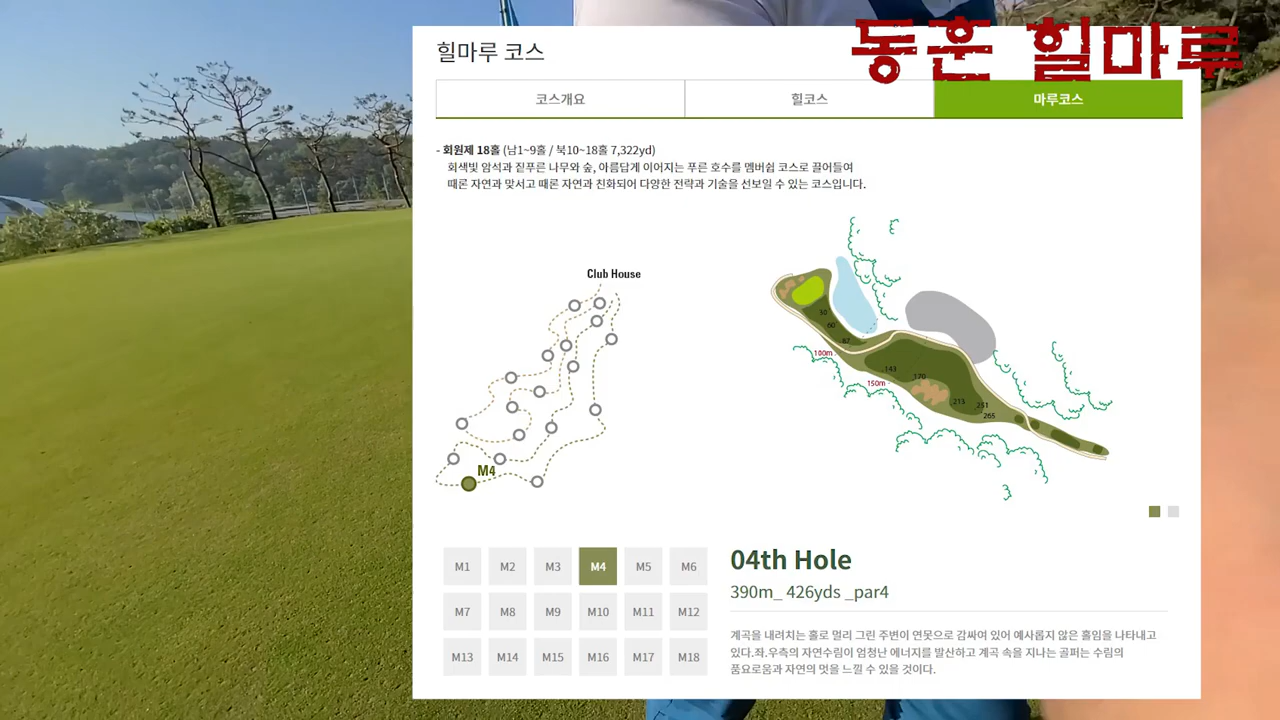 동훈 힐마루
힐마루 코스
코스개요
힐코스
마루코스
- 회원제 18홀 (남1~9홀 / 북10~18홀 7,322yd)
회색빛 암석과 짙푸른 나무와 숲, 아름답게 이어지는 푸른 호수를 멤버쉽 코스로 끌어들여
때론 자연과 맞서고 때론 자연과 친화되어 다양한 전략과 기술을 선보일 수 있는 코스입니다.
Club House
M4
30
60
87
100m
143
170
150m
213
241
265
M1 M2 M3 M4 M5 M6
M7 M8 M9 M10 M11 M12
M13 M14 M15 M16 M17 M18
04th Hole
390m_ 426yds _par4
계곡을 내려치는 홀로 멀리 그린 주변이 연못으로 감싸여 있어 예사롭지 않은 홀임을 나타내고
있다.좌.우측의 자연수림이 엄청난 에너지를 발산하고 계곡 속을 지나는 골퍼는 수림의
풍요로움과 자연의 멋을 느낄 수 있을 것이다.